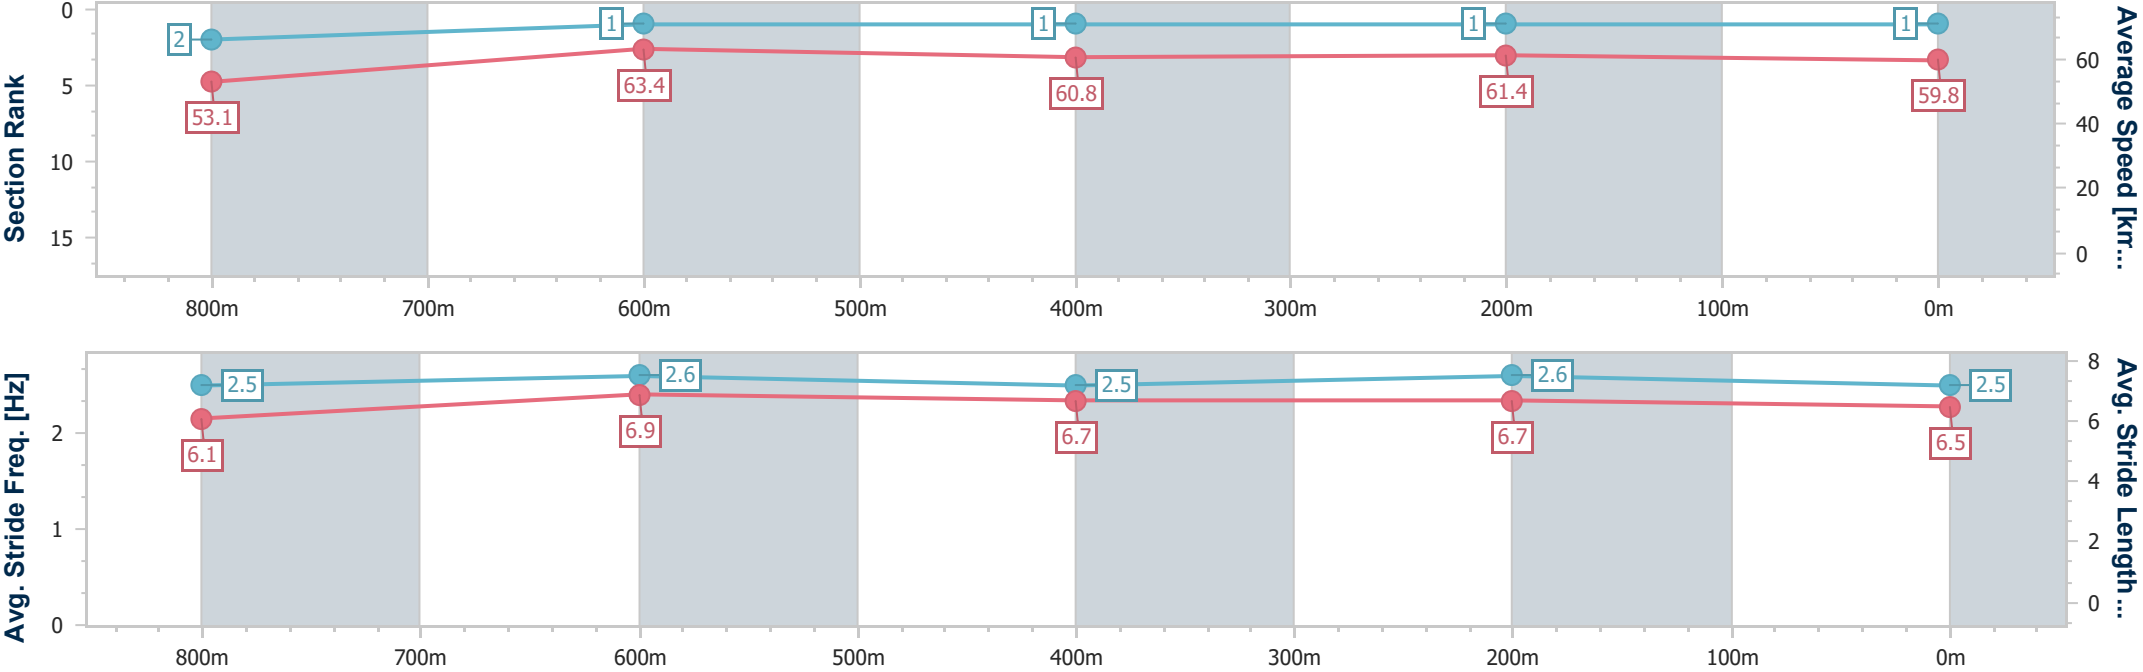 Section Rank
0
5
10
15
2
1
1
1
1
53.1
63.4
60.8
61.4
59.8
60
40
20
0
Average Speed [km...
800m
700m
600m
500m
400m
300m
200m
100m
0m
Avg. Stride Freq. [Hz]
2
1
0
2.5
2.6
2.5
2.6
2.5
6.1
6.9
6.7
6.7
6.5
8
6
4
2
0
Avg. Stride Length ...
800m
700m
600m
500m
400m
300m
200m
100m
0m